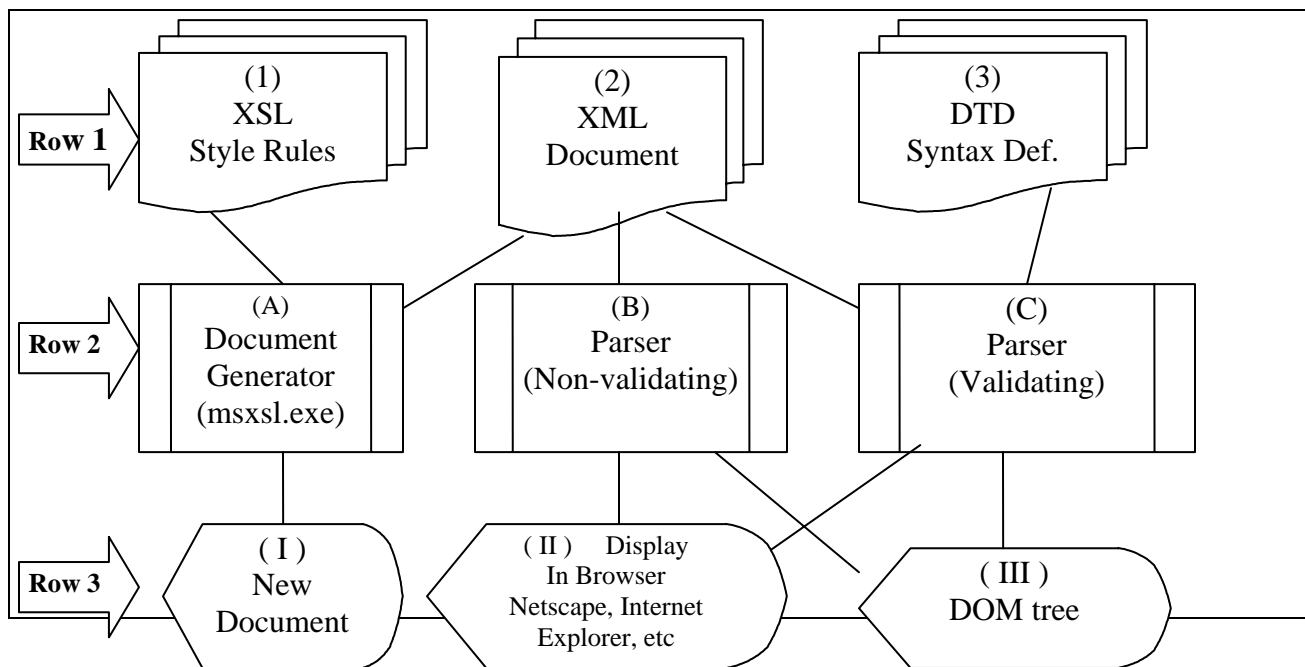 Row 1
(1)
XSL
Style Rules
(2)
XML
Document
(3)
DTD
Syntax Def.
Row 2
(A)
Document
Generator
(msxsl.exe)
(B)
Parser
(Non-validating)
(C)
Parser
(Validating)
Row 3
( I )
New
Document
( II ) Display
In Browser
Netscape, Internet
Explorer, etc
( III )
DOM tree